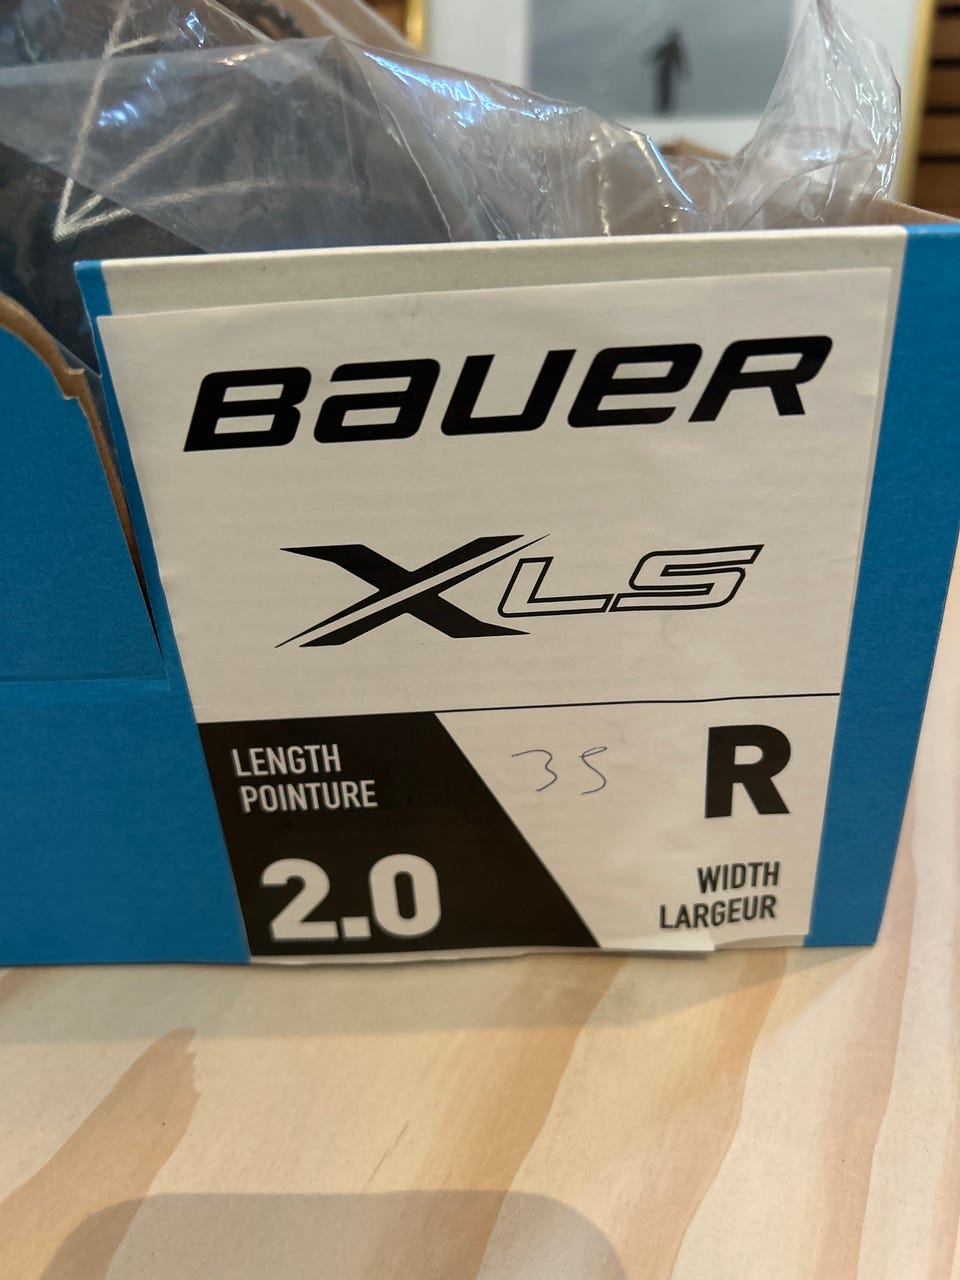 BAUER
XLS
LENGTH
POINTURE
2.0
35
R
WIDTH
LARGEUR